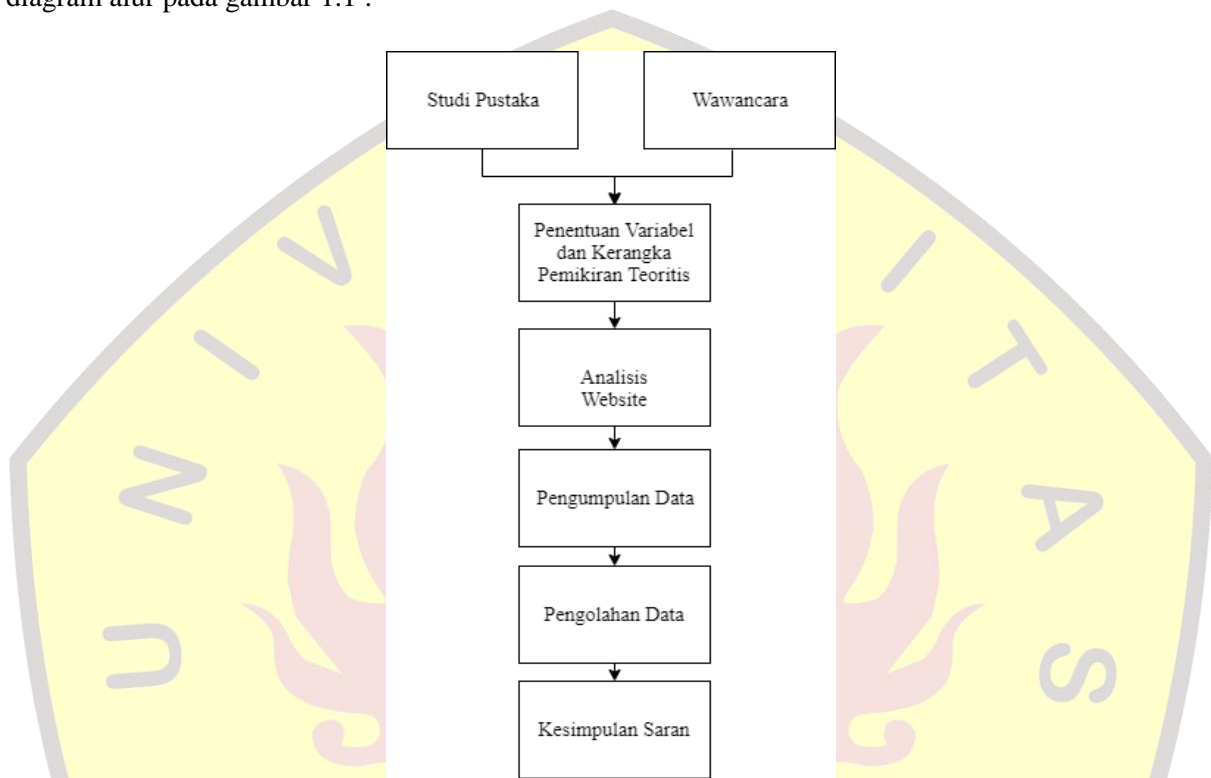 diagram alur pada gambar 1.1 :
Studi Pustaka
Wawancara
Penentuan Variabel
dan Kerangka
Pemikiran Teoritis
Analisis
Website
Pengumpulan Data
Pengolahan Data
Kesimpulan Saran
U N I V
I T A S